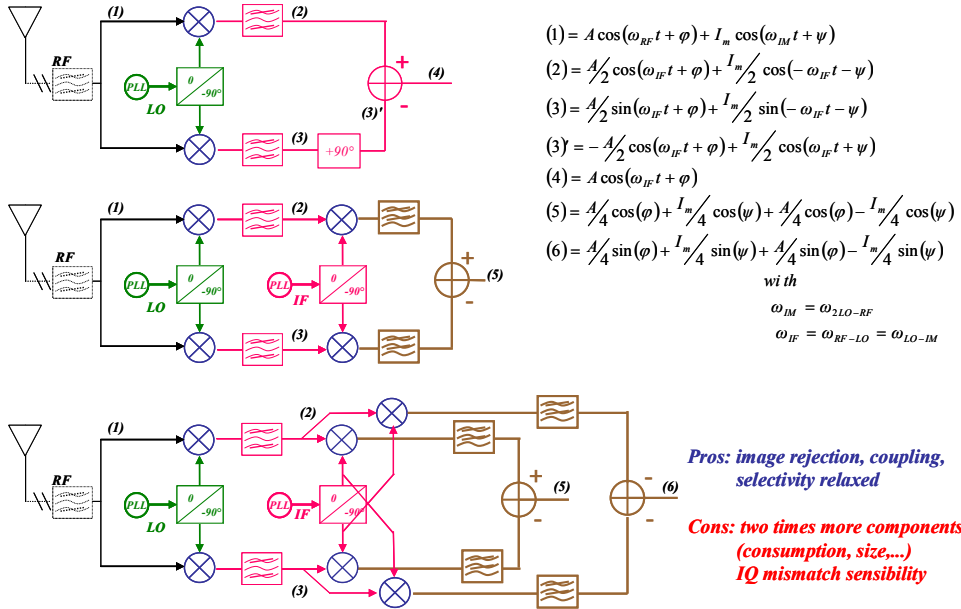 (1)
(2)
RF
+
(4)
PLL
0
-90°
LO
-
(3)'
(3)
+90°
(1) = A cos(ω_RF t + φ) + I_m cos(ω_IM t + ψ)
(2) = A/2 cos(ω_IF t + φ) + I_m/2 cos(-ω_IF t - ψ)
(3) = A/2 sin(ω_IF t + φ) + I_m/2 sin(-ω_IF t - ψ)
(3)' = - A/2 cos(ω_IF t + φ) + I_m/2 cos(ω_IF t + ψ)
(4) = A cos(ω_IF t + φ)
(5) = A/4 cos(φ) + I_m/4 cos(ψ) + A/4 cos(φ) - I_m/4 cos(ψ)
(6) = A/4 sin(φ) + I_m/4 sin(ψ) + A/4 sin(φ) - I_m/4 sin(ψ)
with
ω_IM = ω_2LO-RF
ω_IF = ω_RF-LO = ω_LO-IM
(1)
(2)
RF
+
(5)
PLL
0
-90°
LO
PLL
0
-90°
IF
-
(3)
(1)
(2)
RF
+
-
PLL
0
-90°
LO
PLL
0
-90°
IF
(5)
(6)
-
-
(3)
Pros: image rejection, coupling,
selectivity relaxed
Cons: two times more components
(consumption, size,...)
IQ mismatch sensibility